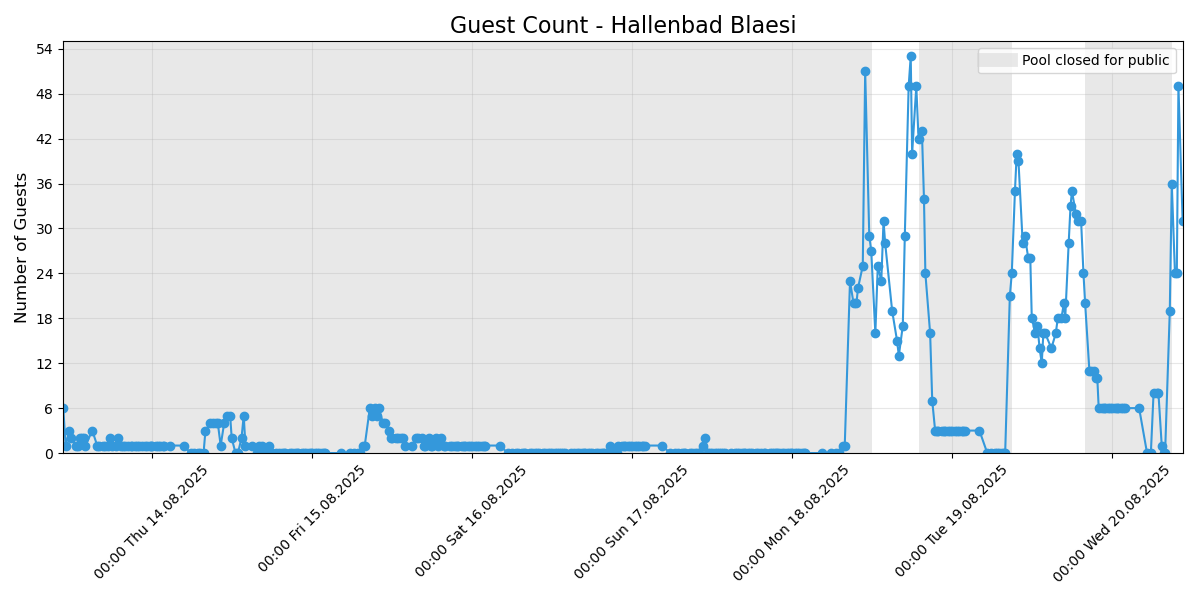 Guest Count - Hallenbad Blaesi
Pool closed for public
Number of Guests
54
48
42
36
30
24
18
12
6
0
00:00 Thu 14.08.2025
00:00 Fri 15.08.2025
00:00 Sat 16.08.2025
00:00 Sun 17.08.2025
00:00 Mon 18.08.2025
00:00 Tue 19.08.2025
00:00 Wed 20.08.2025